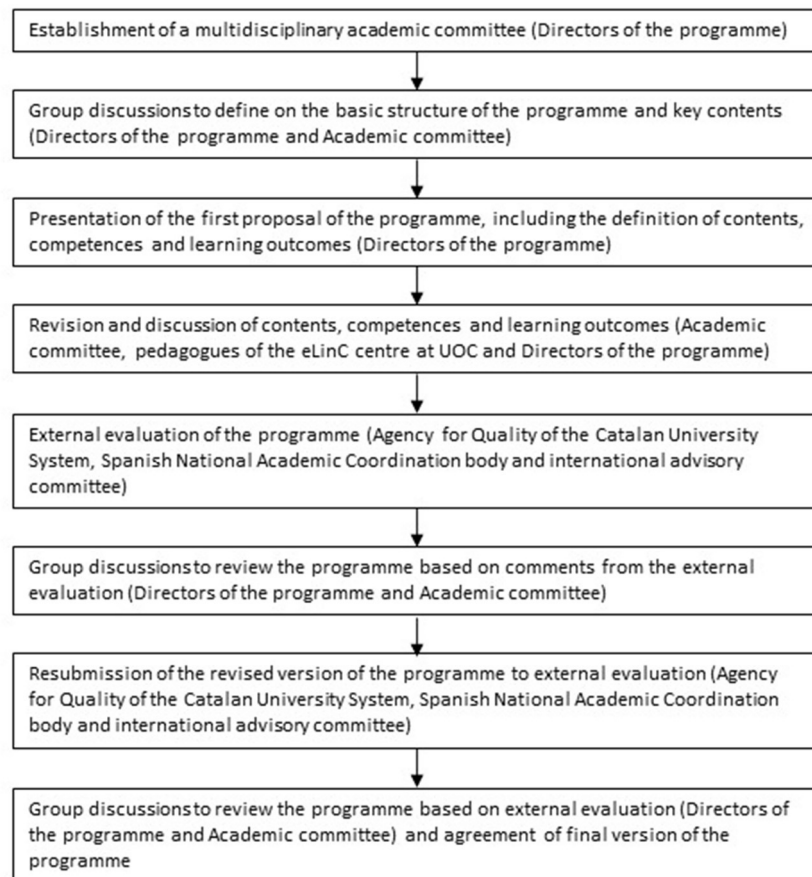 Establishment of a multidisciplinary academic committee (Directors of the programme)
Group discussions to define on the basic structure of the programme and key contents
(Directors of the programme and Academic committee)
Presentation of the first proposal of the programme, including the definition of contents,
competences and learning outcomes (Directors of the programme)
Revision and discussion of contents, competences and learning outcomes (Academic
committee, pedagogues of the eLinC centre at UOC and Directors of the programme)
External evaluation of the programme (Agency for Quality of the Catalan University
System, Spanish National Academic Coordination body and international advisory
committee)
Group discussions to review the programme based on comments from the external
evaluation (Directors of the programme and Academic committee)
Resubmission of the revised version of the programme to external evaluation (Agency
for Quality of the Catalan University System, Spanish National Academic Coordination
body and international advisory committee)
Group discussions to review the programme based on external evaluation (Directors of
the programme and Academic committee) and agreement of final version of the
programme